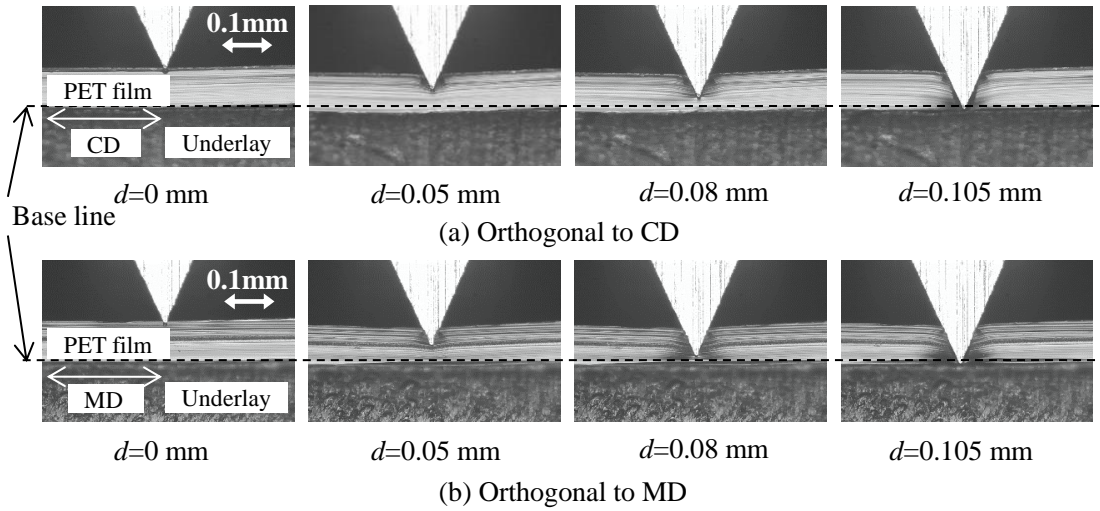 0.1mm
PET film
CD
Underlay
d=0 mm
d=0.05 mm
d=0.08 mm
d=0.105 mm
Base line
(a) Orthogonal to CD
0.1mm
PET film
MD
Underlay
d=0 mm
d=0.05 mm
d=0.08 mm
d=0.105 mm
(b) Orthogonal to MD